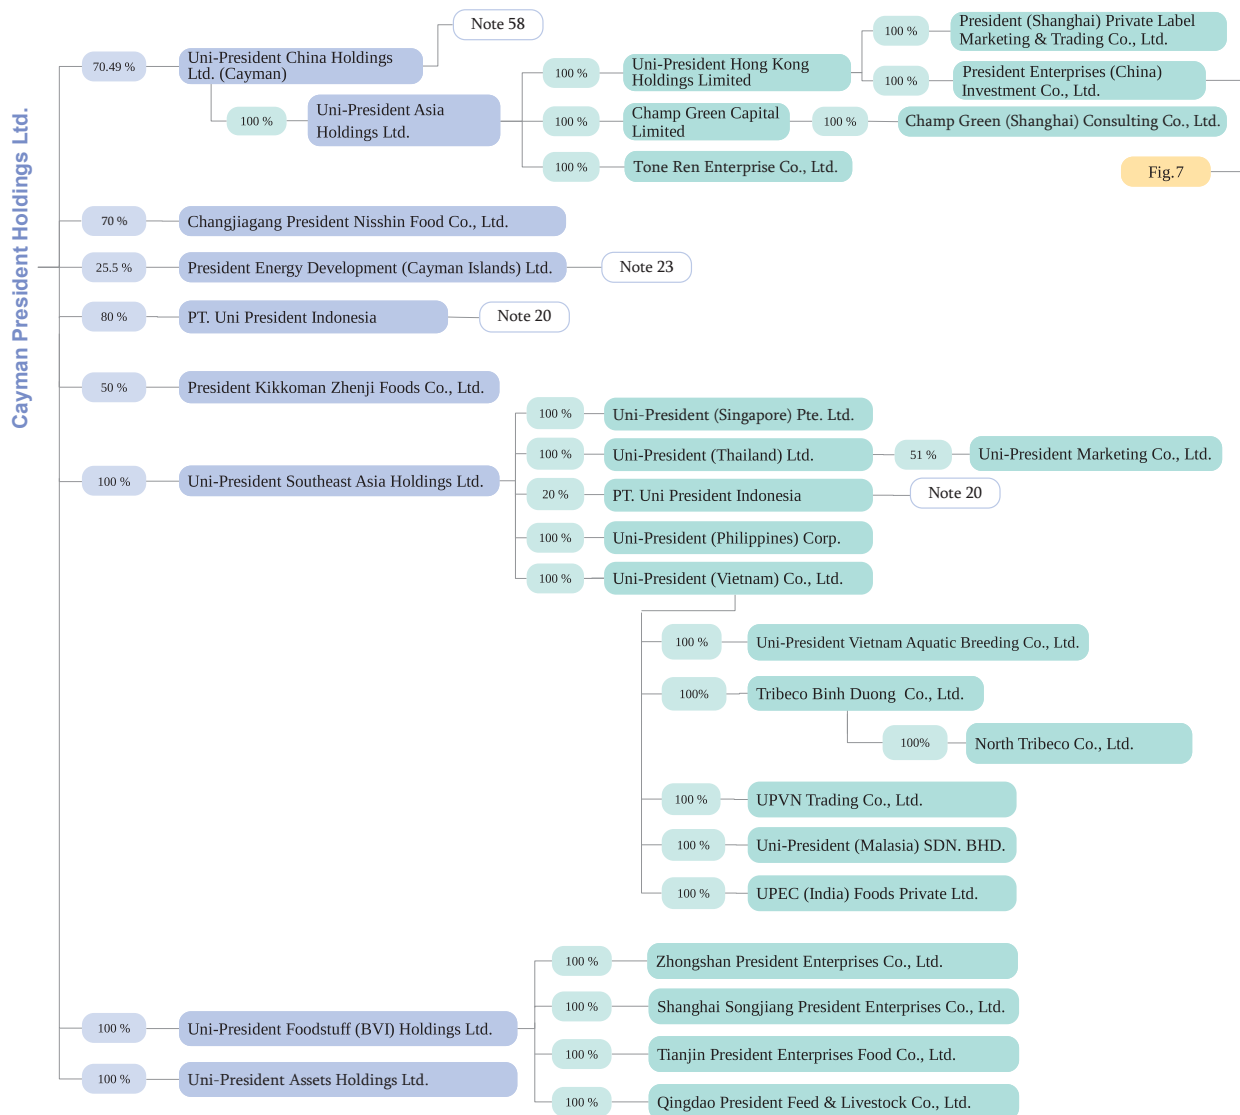 Cayman President Holdings Ltd.
70.49 %
Uni-President China Holdings
Ltd. (Cayman)
Note 58
100 %
Uni-President Asia
Holdings Ltd.
100 %
Uni-President Hong Kong
Holdings Limited
100 %
President (Shanghai) Private Label
Marketing & Trading Co., Ltd.
100 %
President Enterprises (China)
Investment Co., Ltd.
100 %
Champ Green Capital
Limited
100 %
Champ Green (Shanghai) Consulting Co., Ltd.
100 %
Tone Ren Enterprise Co., Ltd.
Fig.7
70 %
Changjiagang President Nisshin Food Co., Ltd.
25.5 %
President Energy Development (Cayman Islands) Ltd.
Note 23
80 %
PT. Uni President Indonesia
Note 20
50 %
President Kikkoman Zhenji Foods Co., Ltd.
100 %
Uni-President Southeast Asia Holdings Ltd.
100 %
Uni-President (Singapore) Pte. Ltd.
100 %
Uni-President (Thailand) Ltd.
51 %
Uni-President Marketing Co., Ltd.
20 %
PT. Uni President Indonesia
Note 20
100 %
Uni-President (Philippines) Corp.
100 %
Uni-President (Vietnam) Co., Ltd.
100 %
Uni-President Vietnam Aquatic Breeding Co., Ltd.
100%
Tribeco Binh Duong  Co., Ltd.
100%
North Tribeco Co., Ltd.
100 %
UPVN Trading Co., Ltd.
100 %
Uni-President (Malasia) SDN. BHD.
100 %
UPEC (India) Foods Private Ltd.
100 %
Uni-President Foodstuff (BVI) Holdings Ltd.
100 %
Zhongshan President Enterprises Co., Ltd.
100 %
Shanghai Songjiang President Enterprises Co., Ltd.
100 %
Tianjin President Enterprises Food Co., Ltd.
100 %
Qingdao President Feed & Livestock Co., Ltd.
100 %
Uni-President Assets Holdings Ltd.